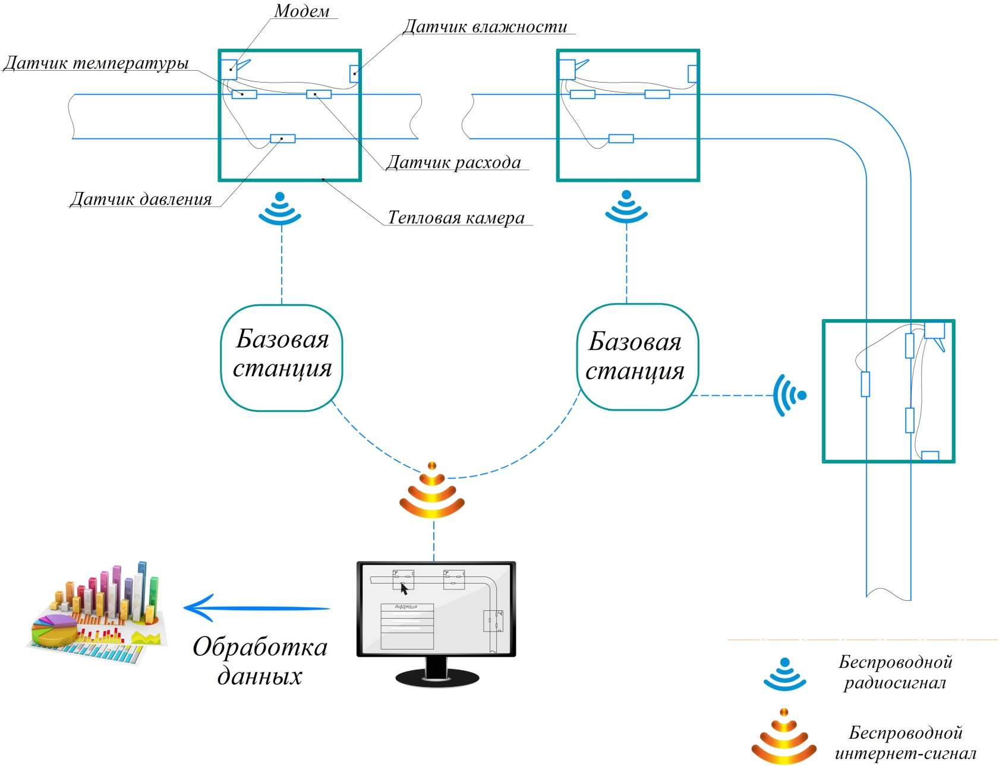 Модем
Датчик влажности
Датчик температуры
Датчик расхода
Датчик давления
Тепловая камера
Базовая
станция
Базовая
станция
Информация
Обработка
данных
Беспроводной
радиосигнал
Беспроводной
интернет-сигнал